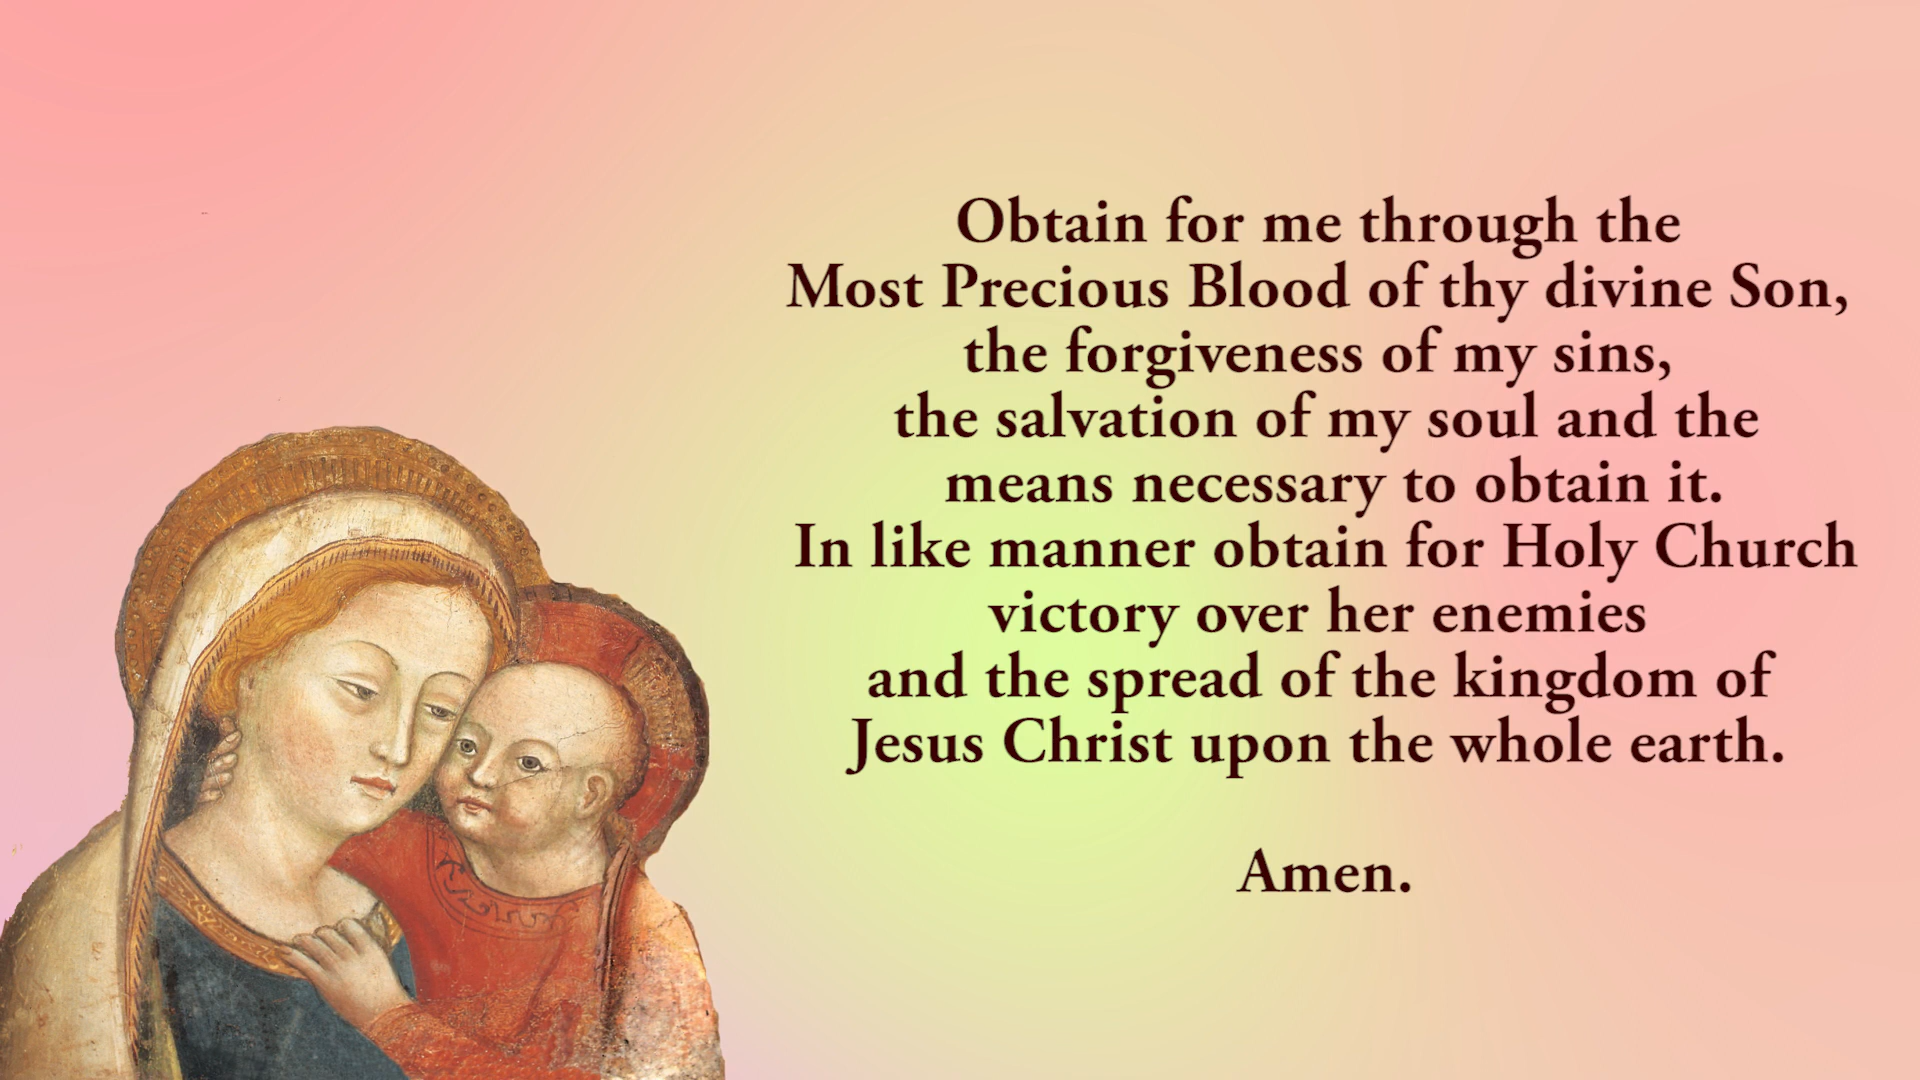 Obtain for me through the
Most Precious Blood of thy divine Son,
the forgiveness of my sins,
the salvation of my soul and the
means necessary to obtain it.
In like manner obtain for Holy Church
victory over her enemies
and the spread of the kingdom of
Jesus Christ upon the whole earth.
Amen.